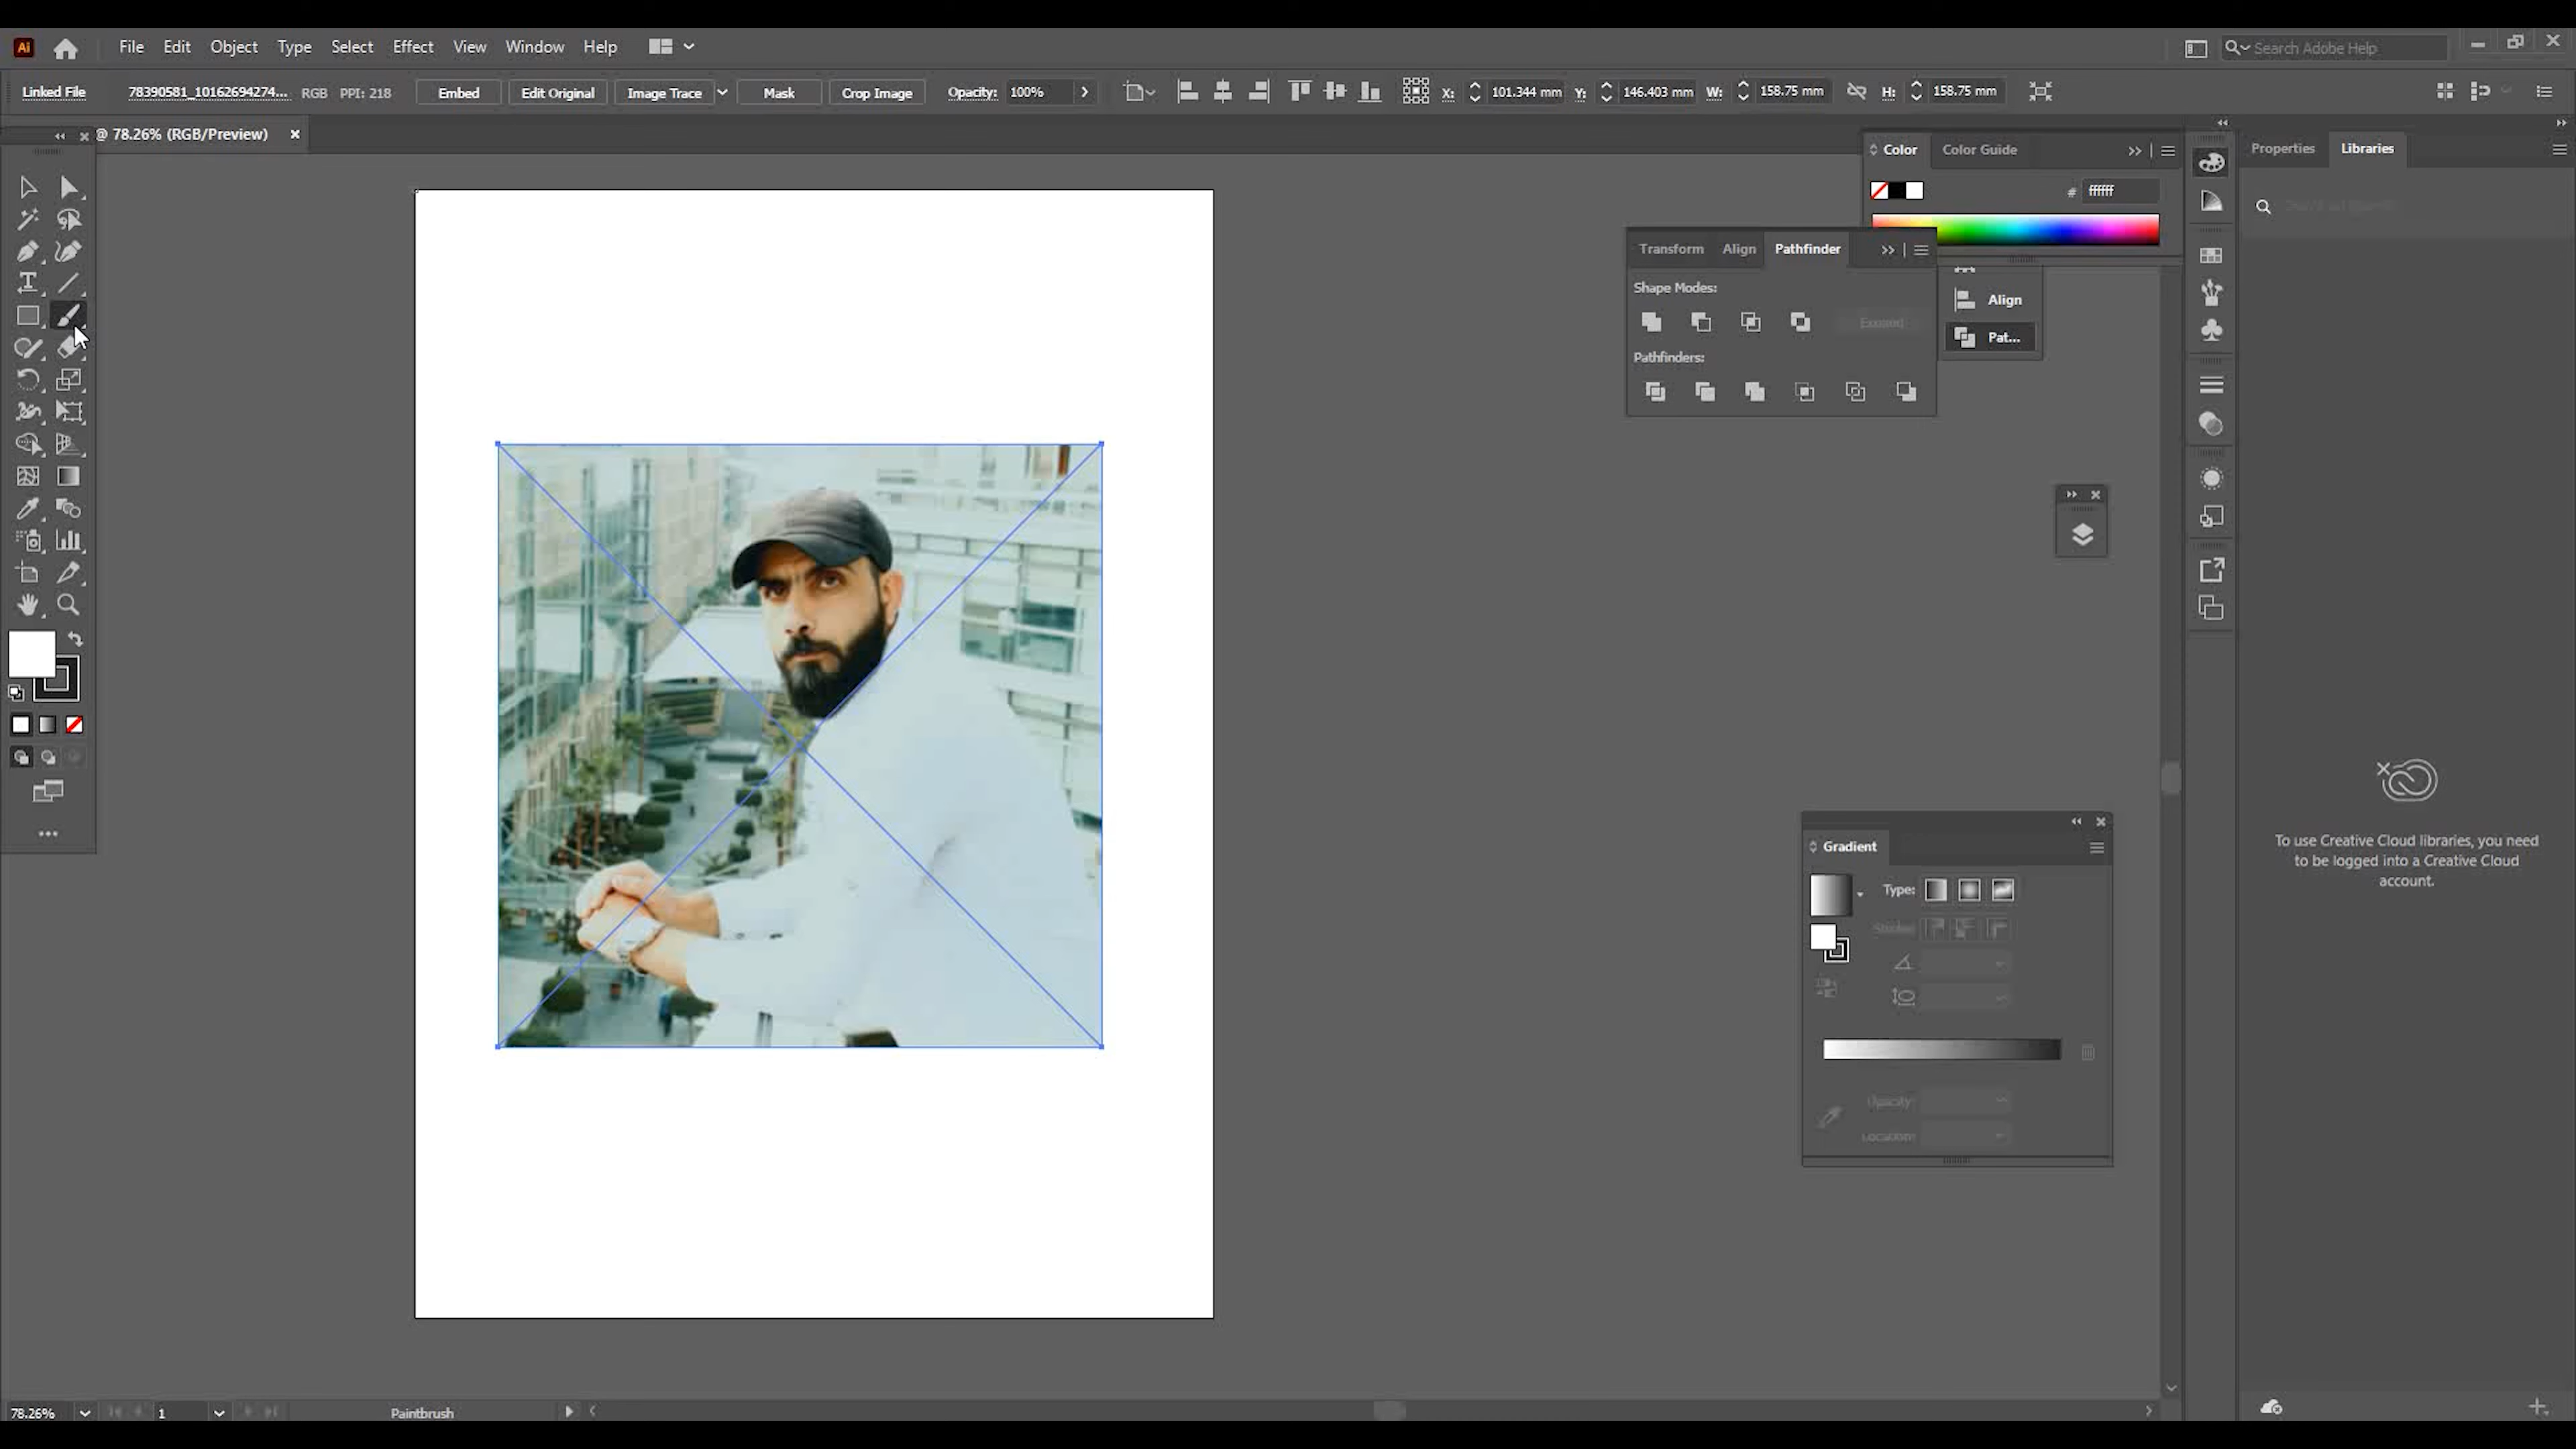 Ai File Edit Object Type Select Effect View Window Help Search Adobe Help
Linked File 78390581_10162694274... RGB PPI: 218 Embed Edit Original Image Trace Mask Crop Image Opacity: 100% X: 101.344 mm Y: 146.403 mm W: 158.75 mm H: 158.75 mm
@ 78.26% (RGB/Preview)
Color Color Guide
Properties Libraries
# ffffff
Transform Align Pathfinder
Shape Modes:
Expand
Pathfinders:
Align
Pat...
Gradient
Type:
Stroke:
Opacity:
Location:
To use Creative Cloud libraries, you need
to be logged into a Creative Cloud
account.
78.26% 1 Paintbrush